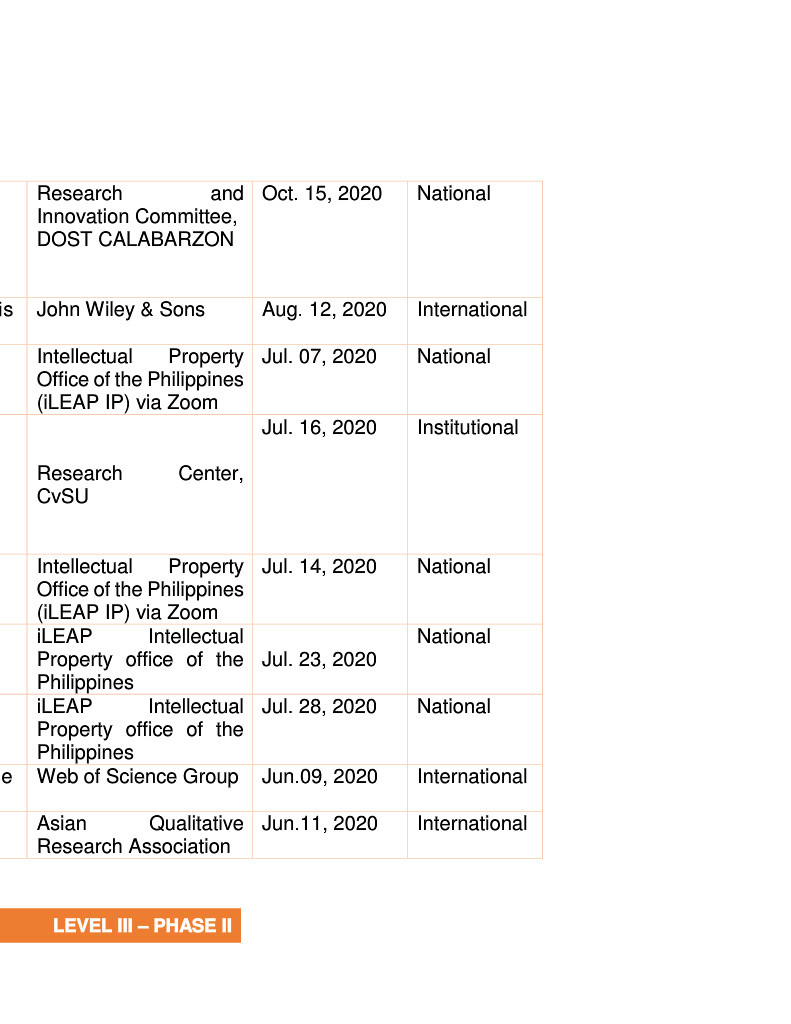 Research and Oct. 15, 2020 National
Innovation Committee,
DOST CALABARZON
is John Wiley & Sons Aug. 12, 2020 International
Intellectual Property Jul. 07, 2020 National
Office of the Philippines
(iLEAP IP) via Zoom
Jul. 16, 2020 Institutional
Research Center,
CvSU
Intellectual Property Jul. 14, 2020 National
Office of the Philippines
(iLEAP IP) via Zoom
iLEAP Intellectual National
Property office of the Jul. 23, 2020
Philippines
iLEAP Intellectual Jul. 28, 2020 National
Property office of the
Philippines
e Web of Science Group Jun.09, 2020 International
Asian Qualitative Jun.11, 2020 International
Research Association
LEVEL III – PHASE II